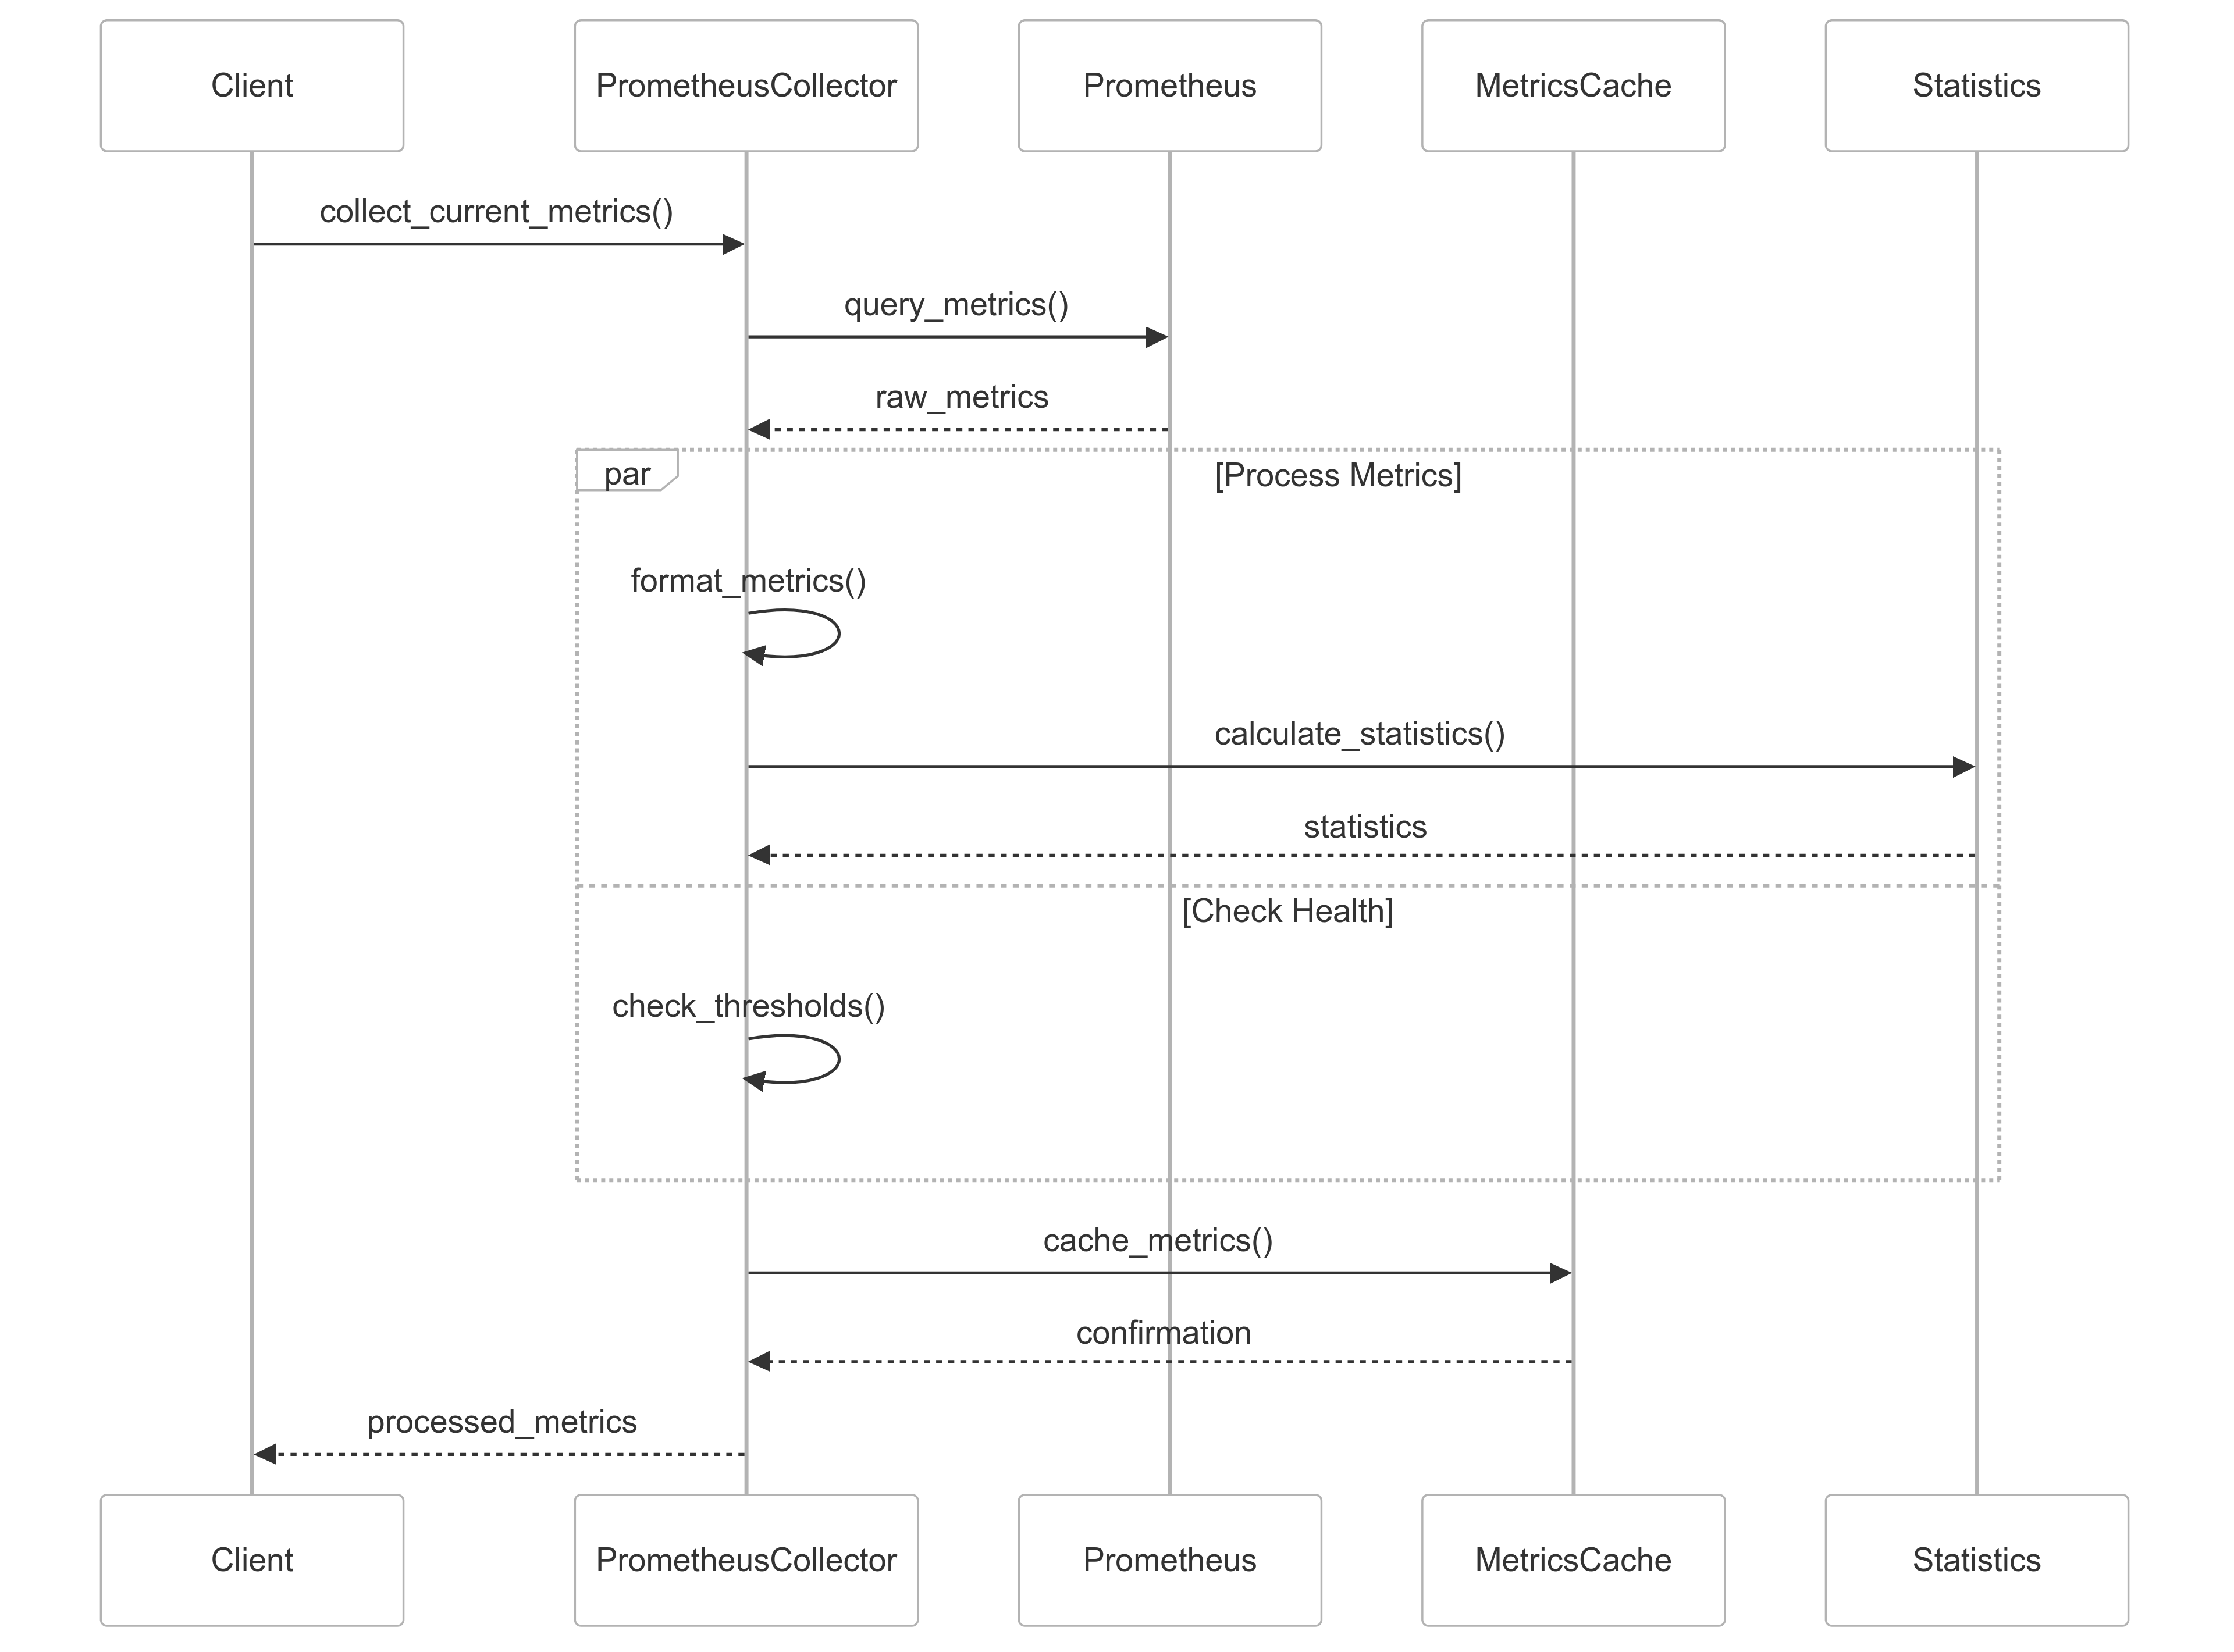 Client
PrometheusCollector
Prometheus
MetricsCache
Statistics
collect_current_metrics()
query_metrics()
raw_metrics
par
[Process Metrics]
format_metrics()
calculate_statistics()
statistics
[Check Health]
check_thresholds()
cache_metrics()
confirmation
processed_metrics
Client
PrometheusCollector
Prometheus
MetricsCache
Statistics